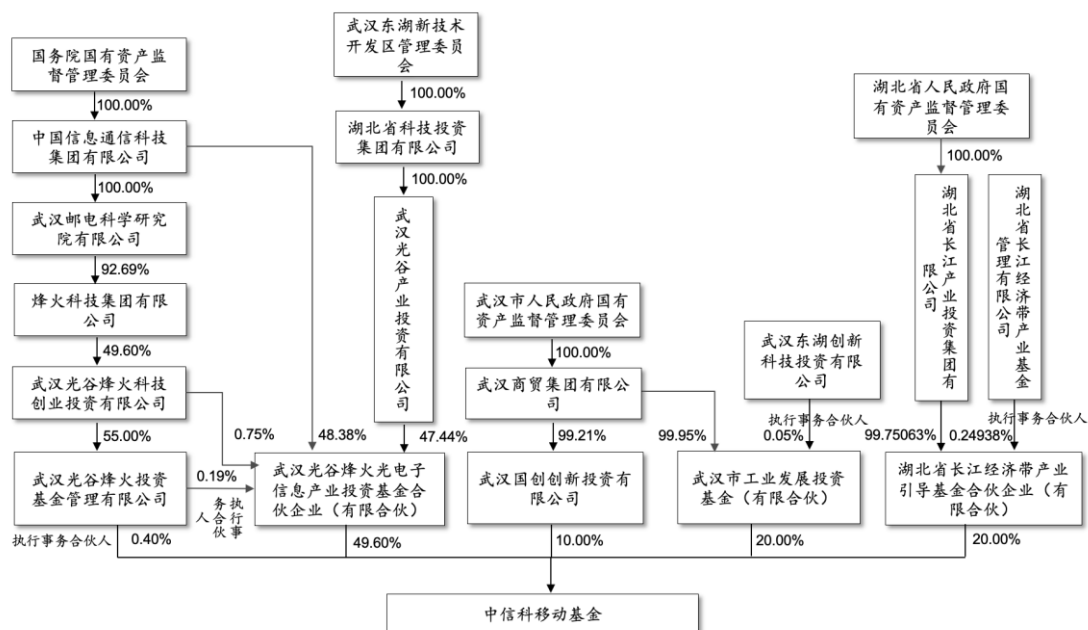 国务院国有资产监
督管理委员会
100.00%
中国信息通信科技
集团有限公司
100.00%
武汉邮电科学研究
院有限公司
92.69%
烽火科技集团有限
公司
49.60%
武汉光谷烽火科技
创业投资有限公司
55.00%
武汉光谷烽火投资
基金管理有限公司
武汉东湖新技术
开发区管理委员
会
100.00%
湖北省科技投资
集团有限公司
100.00%
武汉光谷产业投资有限公司
0.75%
48.38%
47.44%
0.19%
执行事
务合伙
人
武汉光谷烽火光电子
信息产业投资基金合
伙企业（有限合伙）
武汉市人民政府国有
资产监督管理委员会
100.00%
武汉商贸集团有限公
司
99.21%
99.95%
武汉国创创新投资有
限公司
武汉东湖创新
科技投资有限
公司
执行事务合伙人
0.05%
武汉市工业发展投资
基金（有限合伙）
湖北省人民政府国
有资产监督管理委
员会
100.00%
湖北省长江产业投资集团有
限公司
湖北省长江经济带产业基金
管理有限公司
执行事务合伙人
99.75063%
0.24938%
湖北省长江经济带产业
引导基金合伙企业（有
限合伙）
执行事务合伙人
0.40%
49.60%
10.00%
20.00%
20.00%
中信科移动基金